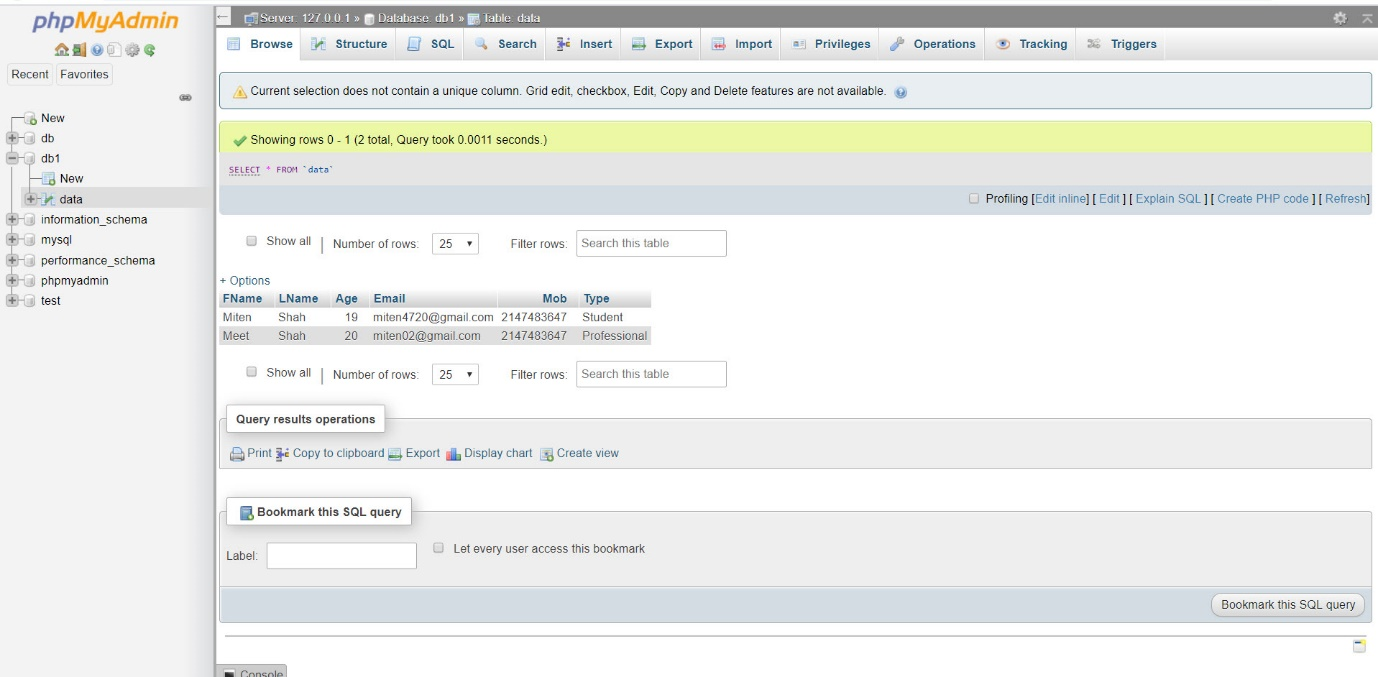 phpMyAdmin
Recent Favorites
New
db
db1
New
data
information_schema
mysql
performance_schema
phpmyadmin
test
Server: 127.0.0.1 » Database: db1 » Table: data
Browse Structure SQL Search Insert Export Import Privileges Operations Tracking Triggers
Current selection does not contain a unique column. Grid edit, checkbox, Edit, Copy and Delete features are not available.
Showing rows 0 - 1 (2 total, Query took 0.0011 seconds.)
SELECT * FROM `data`
Profiling [Edit inline] [ Edit ] [ Explain SQL ] [ Create PHP code ] [ Refresh]
Show all | Number of rows: 25 Filter rows: Search this table
+ Options
FName LName Age Email Mob Type
Miten Shah 19 miten4720@gmail.com 2147483647 Student
Meet Shah 20 miten02@gmail.com 2147483647 Professional
Show all | Number of rows: 25 Filter rows: Search this table
Query results operations
Print Copy to clipboard Export Display chart Create view
Bookmark this SQL query
Label: Let every user access this bookmark
Bookmark this SQL query
Console